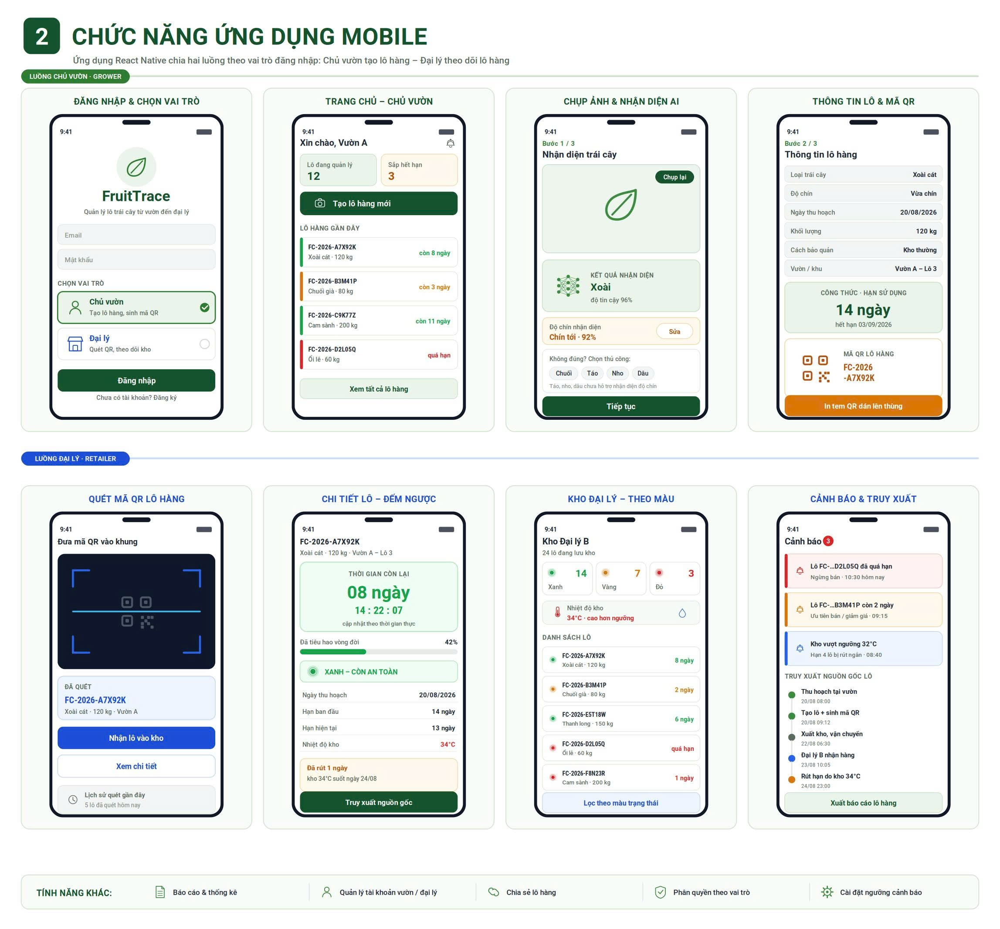 2
CHỨC NĂNG ỨNG DỤNG MOBILE
Ứng dụng React Native chia hai luồng theo vai trò đăng nhập: Chủ vườn tạo lô hàng – Đại lý theo dõi lô hàng
LUỒNG CHỦ VƯỜN · GROWER
ĐĂNG NHẬP & CHỌN VAI TRÒ
9:41
FruitTrace
Quản lý lô trái cây từ vườn đến đại lý
Email
Mật khẩu
CHỌN VAI TRÒ
Chủ vườn
Tạo lô hàng, sinh mã QR
Đại lý
Quét QR, theo dõi kho
Đăng nhập
Chưa có tài khoản? Đăng ký
TRANG CHỦ – CHỦ VƯỜN
9:41
Xin chào, Vườn A
Lô đang quản lý
12
Sắp hết hạn
3
Tạo lô hàng mới
LÔ HÀNG GẦN ĐÂY
FC-2026-A7X92K
Xoài cát · 120 kg
còn 8 ngày
FC-2026-B3M41P
Chuối già · 80 kg
còn 3 ngày
FC-2026-C9K77Z
Cam sành · 200 kg
còn 11 ngày
FC-2026-D2L05Q
Ổi lê · 60 kg
quá hạn
Xem tất cả lô hàng
CHỤP ẢNH & NHẬN DIỆN AI
9:41
Bước 1 / 3
Nhận diện trái cây
Chụp lại
KẾT QUẢ NHẬN DIỆN
Xoài
độ tin cậy 96%
Độ chín nhận diện
Chín tới · 92%
Sửa
Không đúng? Chọn thủ công:
Chuối Táo Nho Dâu
Táo, nho, dâu chưa hỗ trợ nhận diện độ chín
Tiếp tục
THÔNG TIN LÔ & MÃ QR
9:41
Bước 2 / 3
Thông tin lô hàng
Loại trái cây Xoài cát
Độ chín Vừa chín
Ngày thu hoạch 20/08/2026
Khối lượng 120 kg
Cách bảo quản Kho thường
Vườn / khu Vườn A – Lô 3
CÔNG THỨC · HẠN SỬ DỤNG
14 ngày
hết hạn 03/09/2026
MÃ QR LÔ HÀNG
FC-2026
-A7X92K
In tem QR dán lên thùng
LUỒNG ĐẠI LÝ · RETAILER
QUÉT MÃ QR LÔ HÀNG
9:41
Đưa mã QR vào khung
ĐÃ QUÉT
FC-2026-A7X92K
Xoài cát · 120 kg · Vườn A
Nhận lô vào kho
Xem chi tiết
Lịch sử quét gần đây
5 lô đã quét hôm nay
CHI TIẾT LÔ – ĐẾM NGƯỢC
9:41
FC-2026-A7X92K
Xoài cát · 120 kg · Vườn A – Lô 3
THỜI GIAN CÒN LẠI
08 ngày
14 : 22 : 07
cập nhật theo thời gian thực
Đã tiêu hao vòng đời 42%
XANH – CÒN AN TOÀN
Ngày thu hoạch 20/08/2026
Hạn ban đầu 14 ngày
Hạn hiện tại 13 ngày
Nhiệt độ kho 34°C
Đã rút 1 ngày
kho 34°C suốt ngày 24/08
Truy xuất nguồn gốc
KHO ĐẠI LÝ – THEO MÀU
9:41
Kho Đại lý B
24 lô đang lưu kho
14
Xanh
7
Vàng
3
Đỏ
Nhiệt độ kho
34°C · cao hơn ngưỡng
DANH SÁCH LÔ
FC-2026-A7X92K
Xoài cát · 120 kg
8 ngày
FC-2026-B3M41P
Chuối già · 80 kg
2 ngày
FC-2026-E5T18W
Thanh long · 150 kg
6 ngày
FC-2026-D2L05Q
Ổi lê · 60 kg
quá hạn
FC-2026-F8N23R
Cam sành · 200 kg
1 ngày
Lọc theo màu trạng thái
CẢNH BÁO & TRUY XUẤT
9:41
Cảnh báo 3
Lô FC-...D2L05Q đã quá hạn
Ngừng bán · 10:30 hôm nay
Lô FC-...B3M41P còn 2 ngày
Ưu tiên bán / giảm giá · 09:15
Kho vượt ngưỡng 32°C
Hạn 4 lô bị rút ngắn · 08:40
TRUY XUẤT NGUỒN GỐC LÔ
Thu hoạch tại vườn
20/08 08:00
Tạo lô + sinh mã QR
20/08 09:12
Xuất kho, vận chuyển
22/08 06:30
Đại lý B nhận hàng
23/08 10:05
Rút hạn do kho 34°C
24/08 23:00
Xuất báo cáo lô hàng
TÍNH NĂNG KHÁC:
Báo cáo & thống kê
Quản lý tài khoản vườn / đại lý
Chia sẻ lô hàng
Phân quyền theo vai trò
Cài đặt ngưỡng cảnh báo